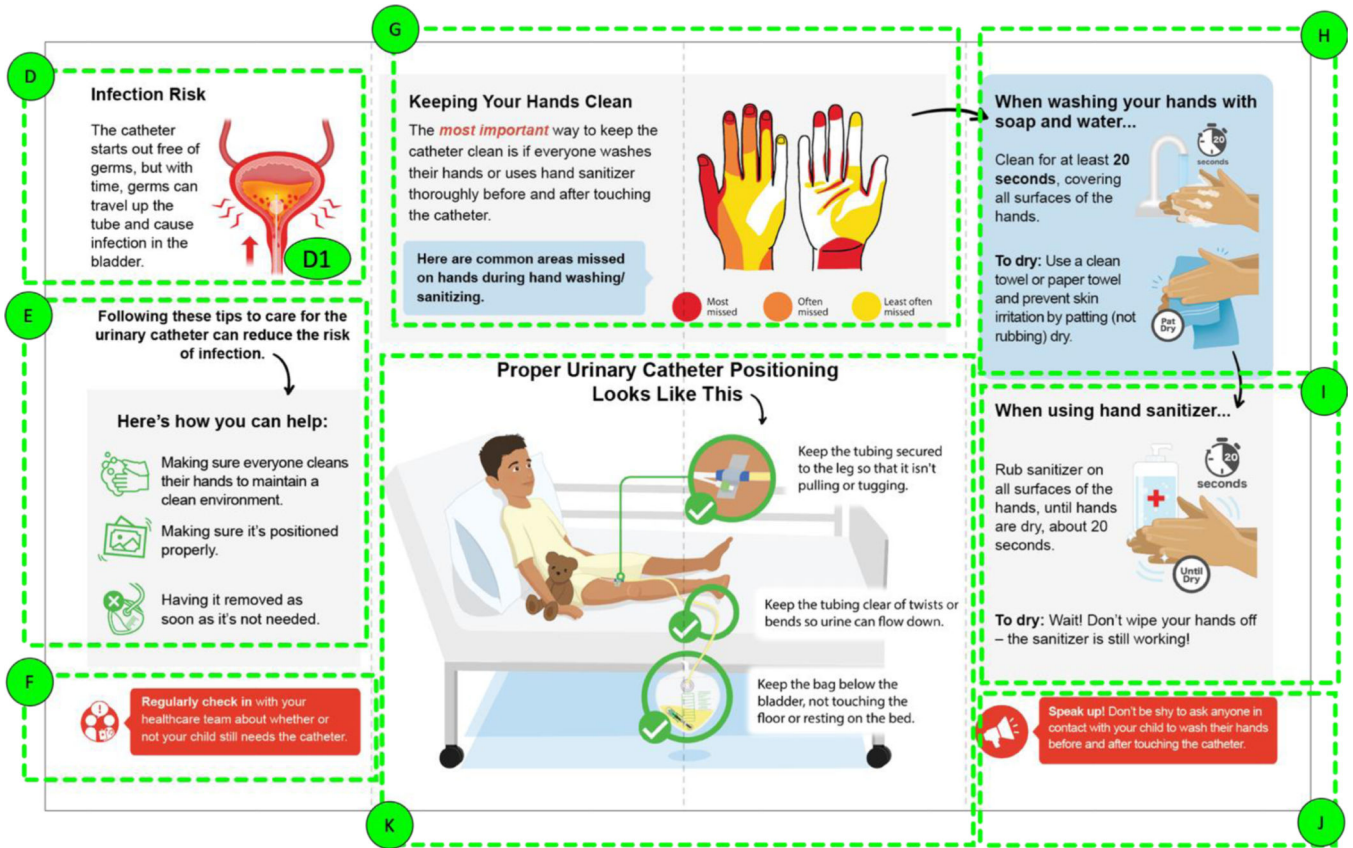 D
Infection Risk
The catheter
starts out free of
germs, but with
time, germs can
travel up the
tube and cause
infection in the
bladder.
D1
E
Following these tips to care for the
urinary catheter can reduce the risk
of infection.
Here's how you can help:
Making sure everyone cleans
their hands to maintain a
clean environment.
Making sure it's positioned
properly.
Having it removed as
soon as it's not needed.
F
Regularly check in with your
healthcare team about whether or
not your child still needs the catheter.
G
Keeping Your Hands Clean
The most important way to keep the
catheter clean is if everyone washes
their hands or uses hand sanitizer
thoroughly before and after touching
the catheter.
Here are common areas missed
on hands during hand washing/
sanitizing.
Most
missed
Often
missed
Least often
missed
H
When washing your hands with
soap and water...
Clean for at least 20
seconds, covering
all surfaces of the
hands.
20
seconds
To dry: Use a clean
towel or paper towel
and prevent skin
irritation by patting (not
rubbing) dry.
Pat
Dry
I
When using hand sanitizer...
Rub sanitizer on
all surfaces of the
hands, until hands
are dry, about 20
seconds.
20
seconds
Until
Dry
To dry: Wait! Don't wipe your hands off
– the sanitizer is still working!
J
Speak up! Don't be shy to ask anyone in
contact with your child to wash their hands
before and after touching the catheter.
K
Proper Urinary Catheter Positioning
Looks Like This
Keep the tubing secured
to the leg so that it isn't
pulling or tugging.
Keep the tubing clear of twists or
bends so urine can flow down.
Keep the bag below the
bladder, not touching the
floor or resting on the bed.